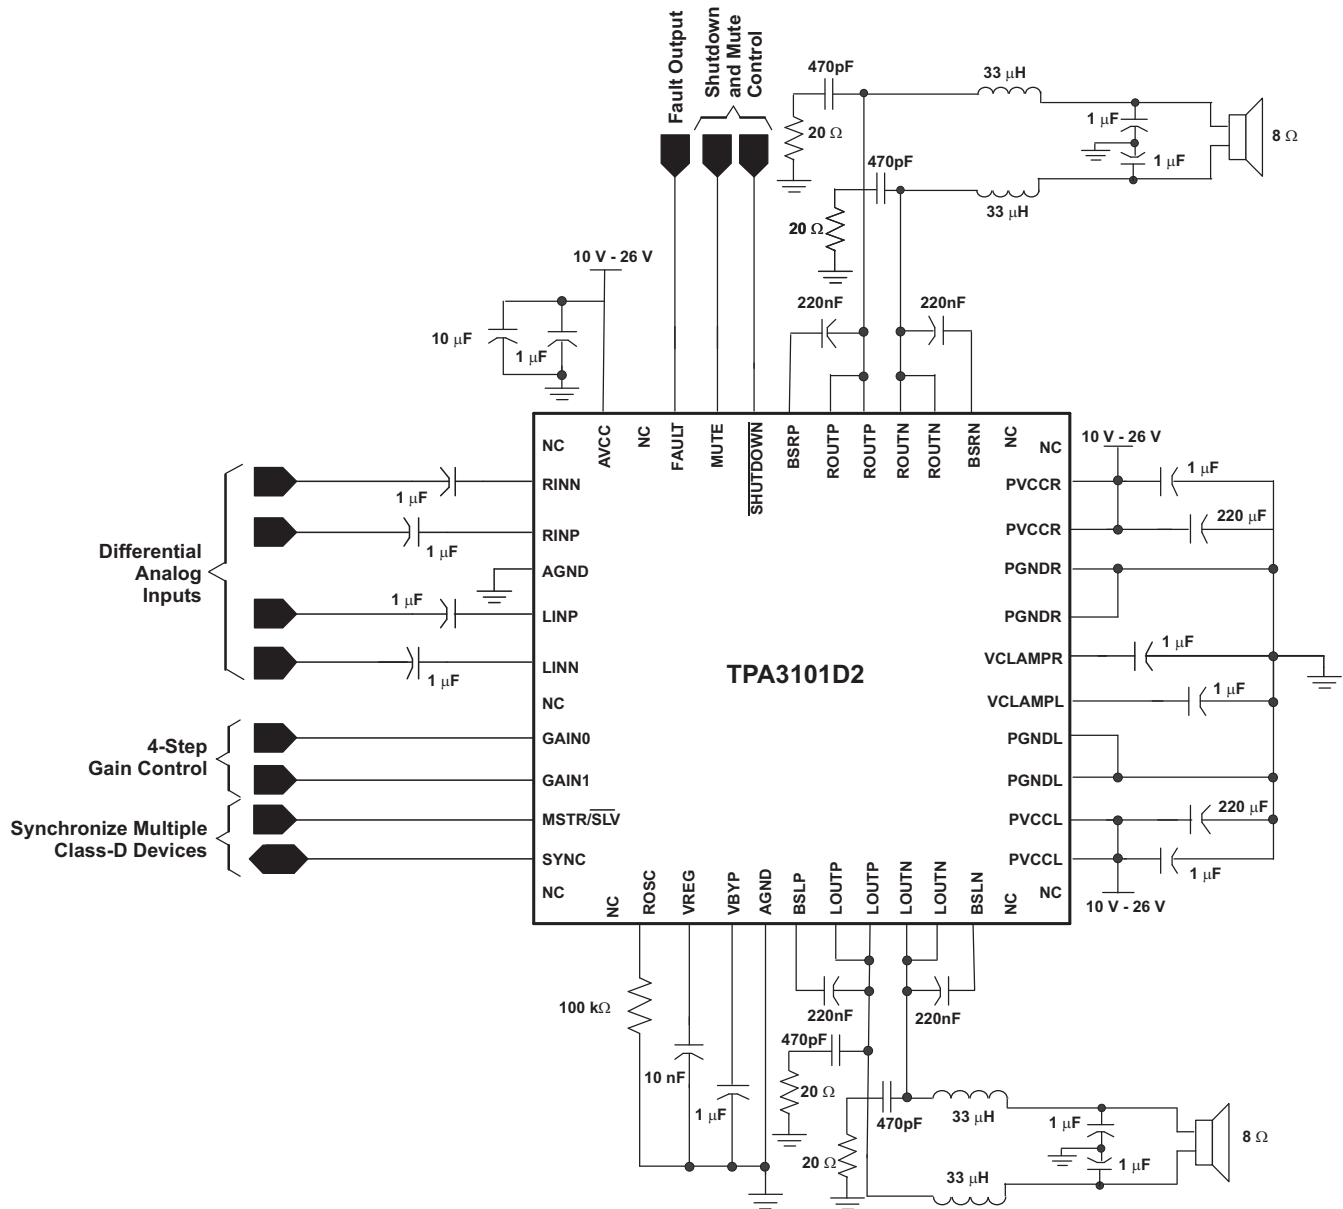 Fault Output
Shutdown
and Mute
Control
470pF
20 Ω
33 μH
1 μF
1 μF
8 Ω
470pF
20 Ω
33 μH
10 V - 26 V
10 μF
1 μF
220nF
220nF
NC
AVCC
NC
FAULT
MUTE
SHUTDOWN
BSRP
ROUTP
ROUTP
ROUTN
ROUTN
BSRN
NC
NC
Differential
Analog
Inputs
1 μF
1 μF
1 μF
1 μF
RINN
RINP
AGND
LINP
LINN
NC
4-Step
Gain Control
GAIN0
GAIN1
Synchronize Multiple
Class-D Devices
MSTR/SLV
SYNC
NC
TPA3101D2
10 V - 26 V
PVCCR
1 μF
PVCCR
220 μF
PGNDR
PGNDR
VCLAMPR
1 μF
VCLAMPL
1 μF
PGNDL
PGNDL
PVCCL
220 μF
PVCCL
1 μF
NC
10 V - 26 V
NC
ROSC
VREG
VBYP
AGND
BSLP
LOUTP
LOUTP
LOUTN
LOUTN
BSLN
NC
100 kΩ
10 nF
1 μF
220nF
220nF
470pF
20 Ω
470pF
20 Ω
33 μH
1 μF
1 μF
8 Ω
33 μH